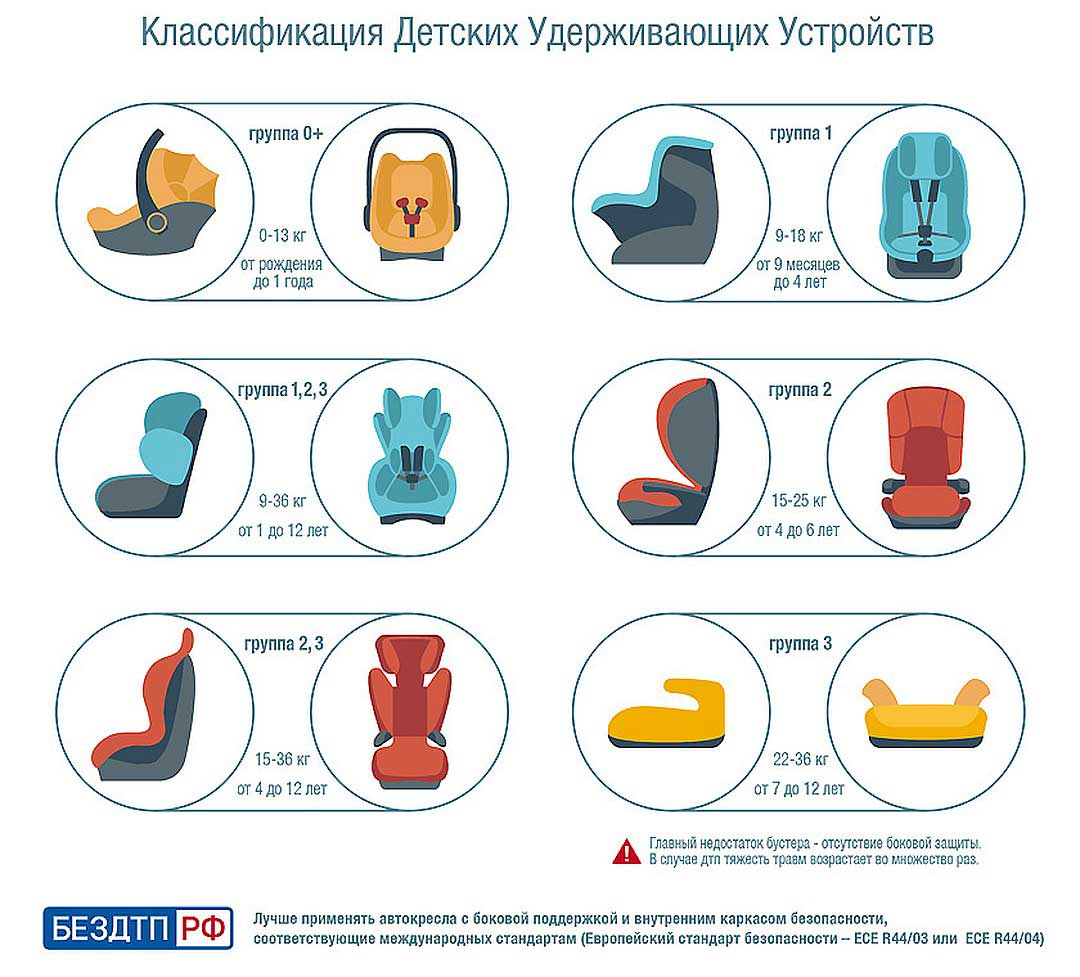 Классификация Детских Удерживающих Устройств
группа 0+
0-13 кг
от рождения
до 1 года
группа 1
9-18 кг
от 9 месяцев
до 4 лет
группа 1,2,3
9-36 кг
от 1 до 12 лет
группа 2
15-25 кг
от 4 до 6 лет
группа 2,3
15-36 кг
от 4 до 12 лет
группа 3
22-36 кг
от 7 до 12 лет
Главный недостаток бустера - отсутствие боковой защиты.
В случае дтп тяжесть травм возрастает во множество раз.
БЕЗДТП РФ
Лучше применять автокресла с боковой поддержкой и внутренним каркасом безопасности,
соответствующие международных стандартам (Европейский стандарт безопасности – ECE R44/03 или ECE R44/04)